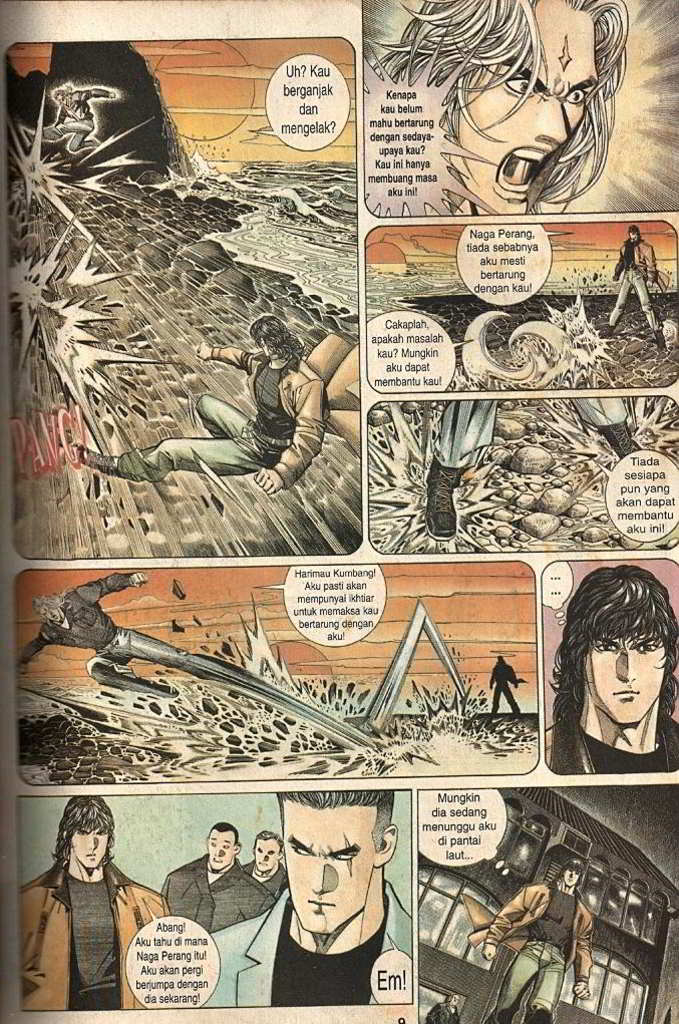 Uh? Kau
berganjak
dan
mengelak?
PANG!
Kenapa
kau belum
mahu bertarung
dengan sedaya-
upaya kau?
Kau ini hanya
membuang masa
aku ini!
Naga Perang,
tiada sebabnya
aku mesti
bertarung
dengan kau!
Cakaplah,
apakah masalah
kau? Mungkin
aku dapat
membantu kau!
Tiada
sesiapa
pun yang
akan dapat
membantu
aku ini!
Harimau Kumbang!
Aku pasti akan
mempunyai ikhtiar
untuk memaksa kau
bertarung dengan
aku!
...
...
Abang!
Aku tahu di mana
Naga Perang itu!
Aku akan pergi
berjumpa dengan
dia sekarang!
Em!
Mungkin
dia sedang
menunggu aku
di pantai
laut...
9